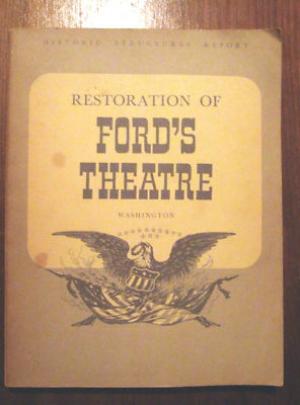 HISTORIC STRUCTURES REPORT
RESTORATION OF
FORD'S
THEATRE
WASHINGTON